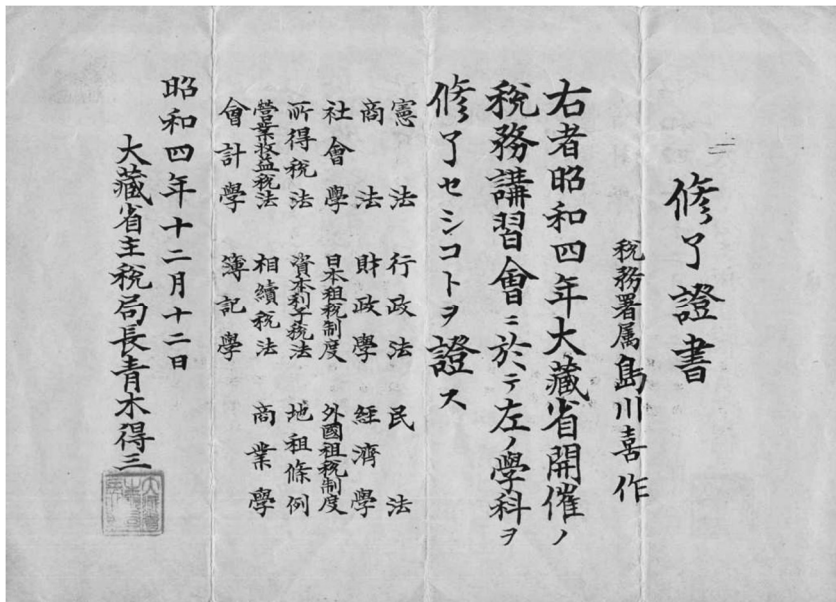 修了證書
税務署属 島川喜作
右者昭和四年大藏省開催ノ
税務講習會ニ於テ左ノ學科ヲ
修了セシコトヲ證ス
憲法 行政法 民法
商法 財政學 經濟學
社會學 日本租税制度 外國租税制度
所得税法 資本利子税法 地租條例
營業收益税法 相續税法 商業學
會計學 簿記學
昭和四年十二月十二日
大藏省主税局長青木得三